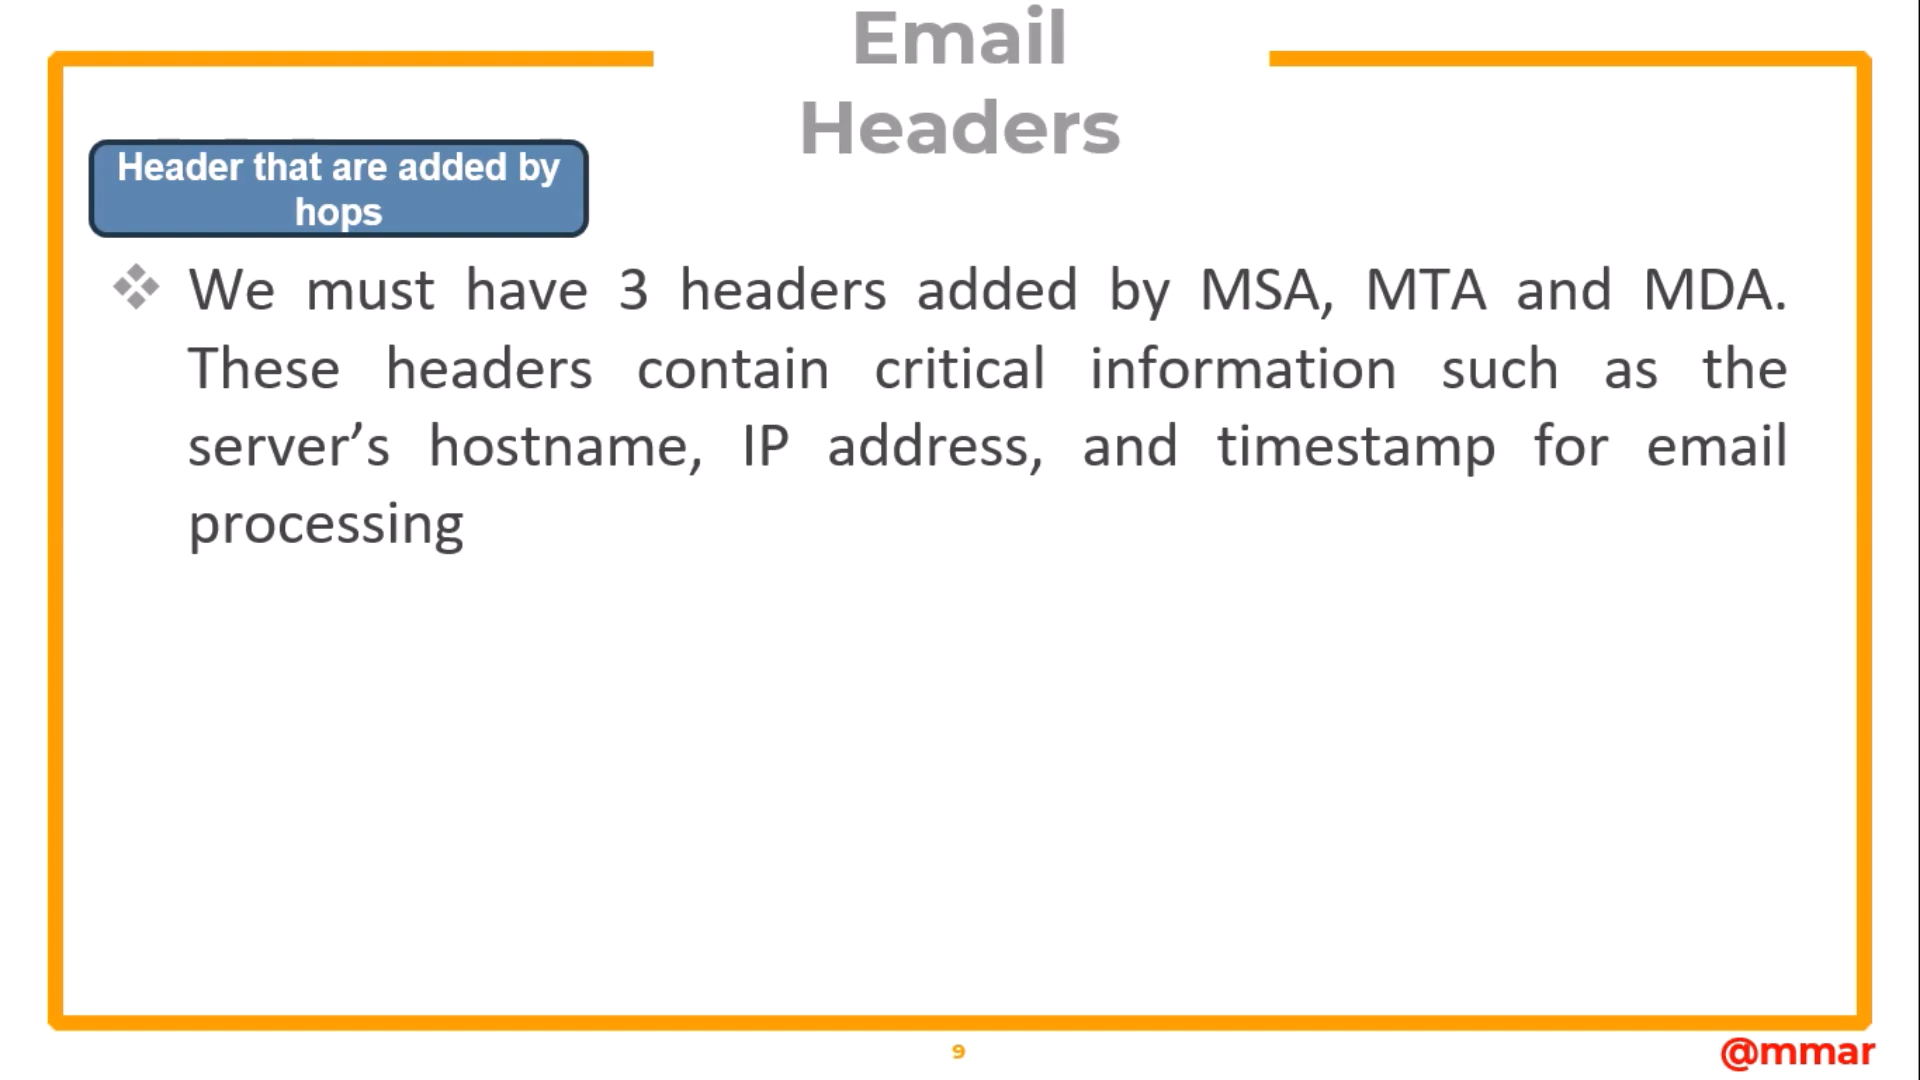 Email
Headers
Header that are added by
hops
We must have 3 headers added by MSA, MTA and MDA.
These headers contain critical information such as the
server’s hostname, IP address, and timestamp for email
processing
9
@mmar